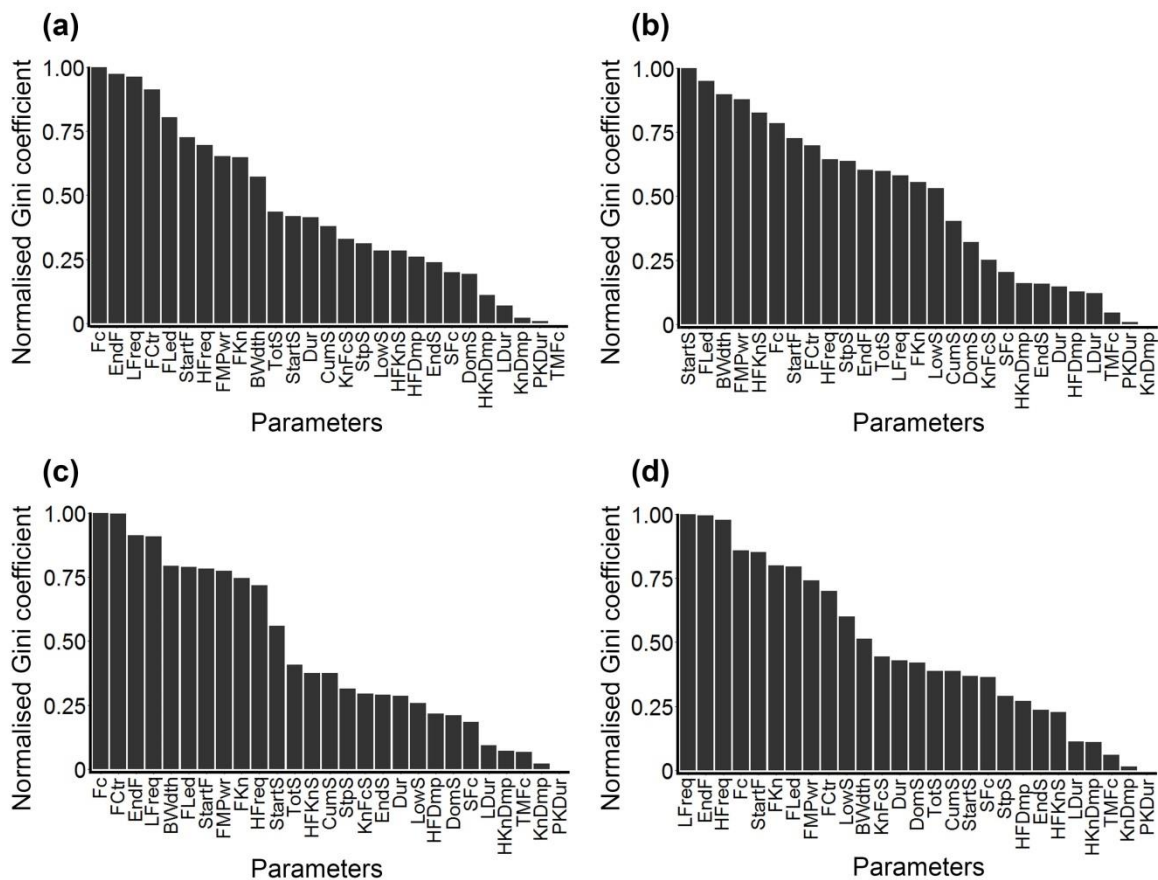 (a)
Normalised Gini coefficient
1.00
0.75
0.50
0.25
0
Fc EndF LFreq FCtr FLed StartF HFreq FMPwr FKn BWdth TotS StartS Dur CumS KnFcS StpS LowS HFKnS HFDmp EndS SFc DomS HKnDmp LDur KnDmp PKDur TMFc
Parameters
(b)
Normalised Gini coefficient
1.00
0.75
0.50
0.25
0
StartS FLed BWdth FMPwr HFKnS Fc StartF FCtr HFreq StpS EndF TotS LFreq FKn LowS CumS DomS KnFcS SFc HKnDmp EndS Dur HFDmp LDur TMFc PKDur KnDmp
Parameters
(c)
Normalised Gini coefficient
1.00
0.75
0.50
0.25
0
Fc FCtr EndF LFreq BWdth FLed StartF FMPwr FKn HFreq StartS TotS HFKnS CumS StpS KnFcS EndS Dur LowS HFDmp DomS SFc LDur HKnDmp TMFc KnDmp PKDur
Parameters
(d)
Normalised Gini coefficient
1.00
0.75
0.50
0.25
0
LFreq EndF HFreq Fc StartF FKn FLed FMPwr FCtr LowS BWdth KnFcS Dur DomS TotS CumS StartS SFc StpS HFDmp EndS HFKnS LDur HKnDmp TMFc KnDmp PKDur
Parameters